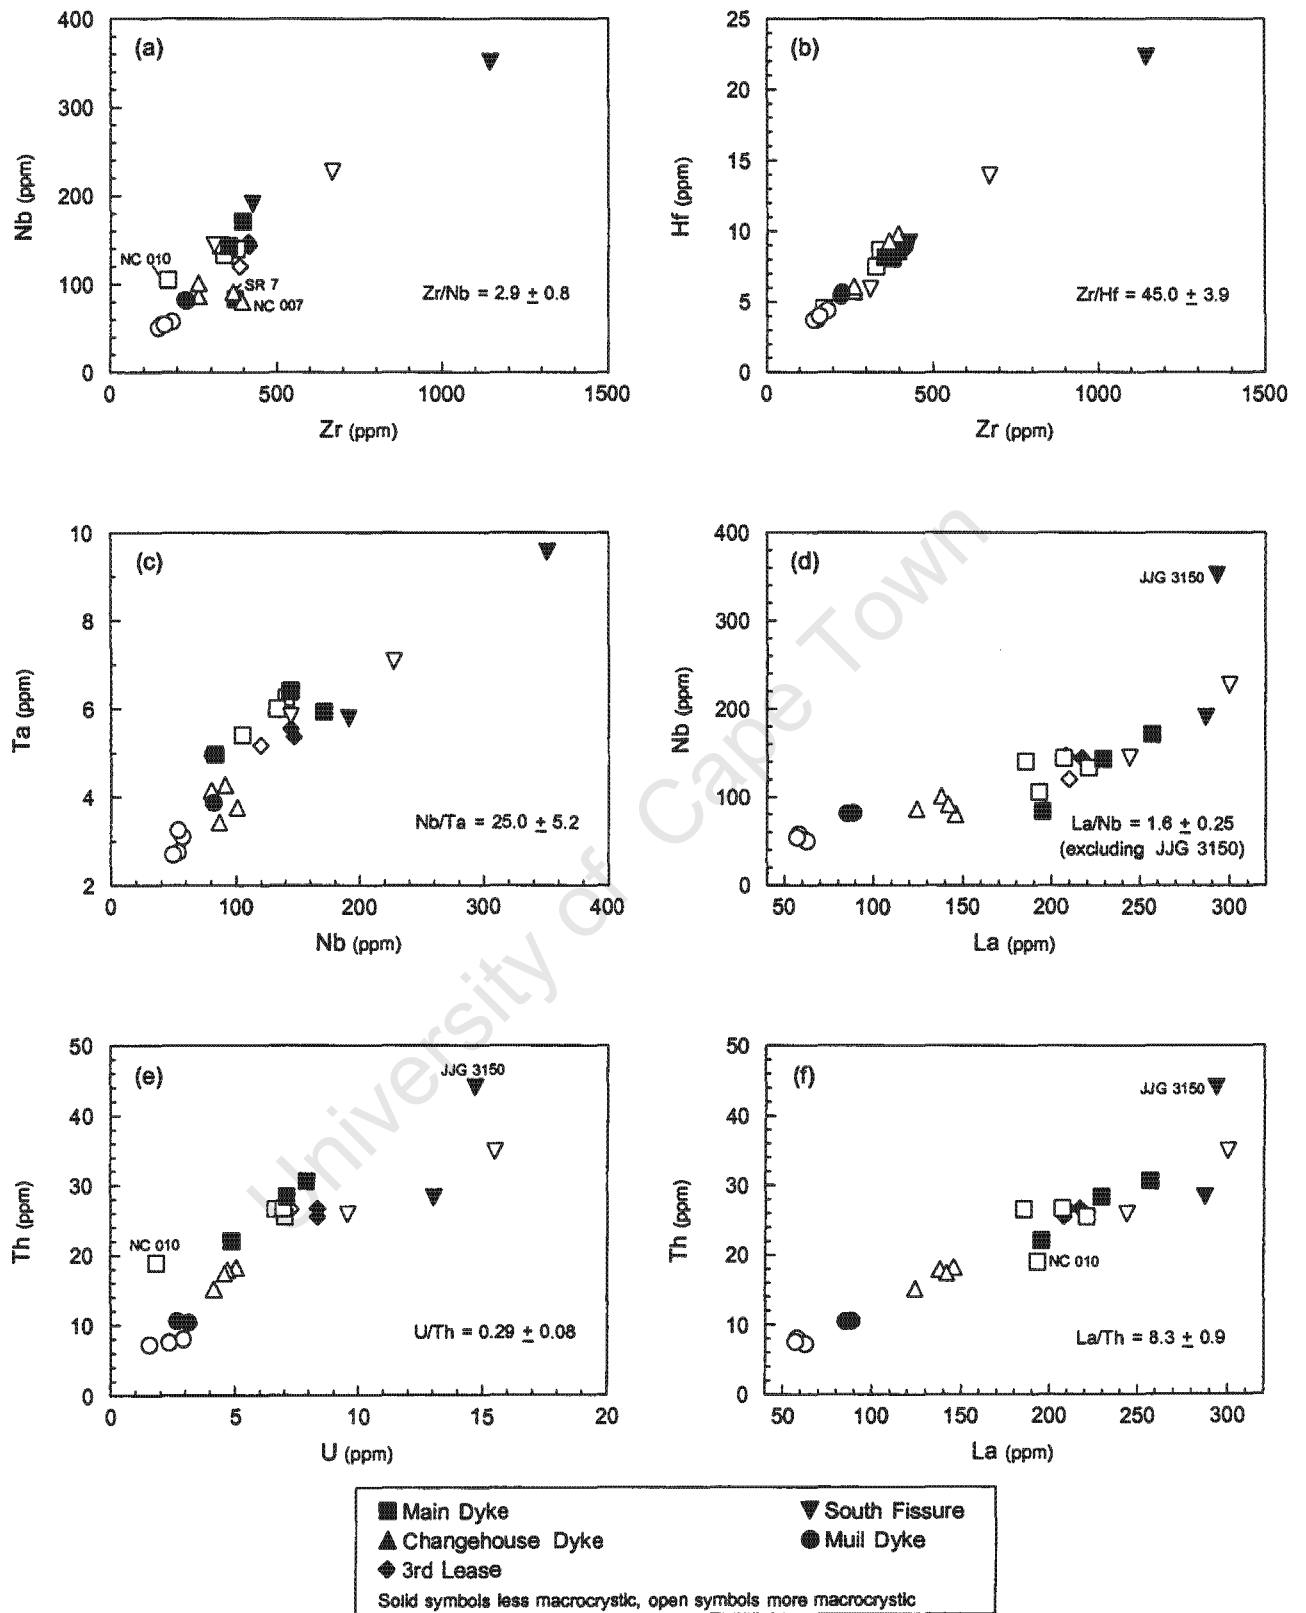 (a)
400
300
200
100
0
Nb (ppm)
NC 010
SR 7
NC 007
Zr/Nb = 2.9 ± 0.8
0 500 1000 1500
Zr (ppm)
(b)
25
20
15
10
5
0
Hf (ppm)
Zr/Hf = 45.0 ± 3.9
0 500 1000 1500
Zr (ppm)
(c)
10
8
6
4
2
Ta (ppm)
Nb/Ta = 25.0 ± 5.2
0 100 200 300 400
Nb (ppm)
(d)
400
300
200
100
0
Nb (ppm)
JJG 3150
La/Nb = 1.6 ± 0.25
(excluding JJG 3150)
50 100 150 200 250 300
La (ppm)
(e)
50
40
30
20
10
0
Th (ppm)
JJG 3150
NC 010
U/Th = 0.29 ± 0.08
0 5 10 15 20
U (ppm)
(f)
50
40
30
20
10
0
Th (ppm)
JJG 3150
NC 010
La/Th = 8.3 ± 0.9
50 100 150 200 250 300
La (ppm)
Main Dyke
South Fissure
Changehouse Dyke
Muil Dyke
3rd Lease
Solid symbols less macrocrystic, open symbols more macrocrystic
University of Cape Town